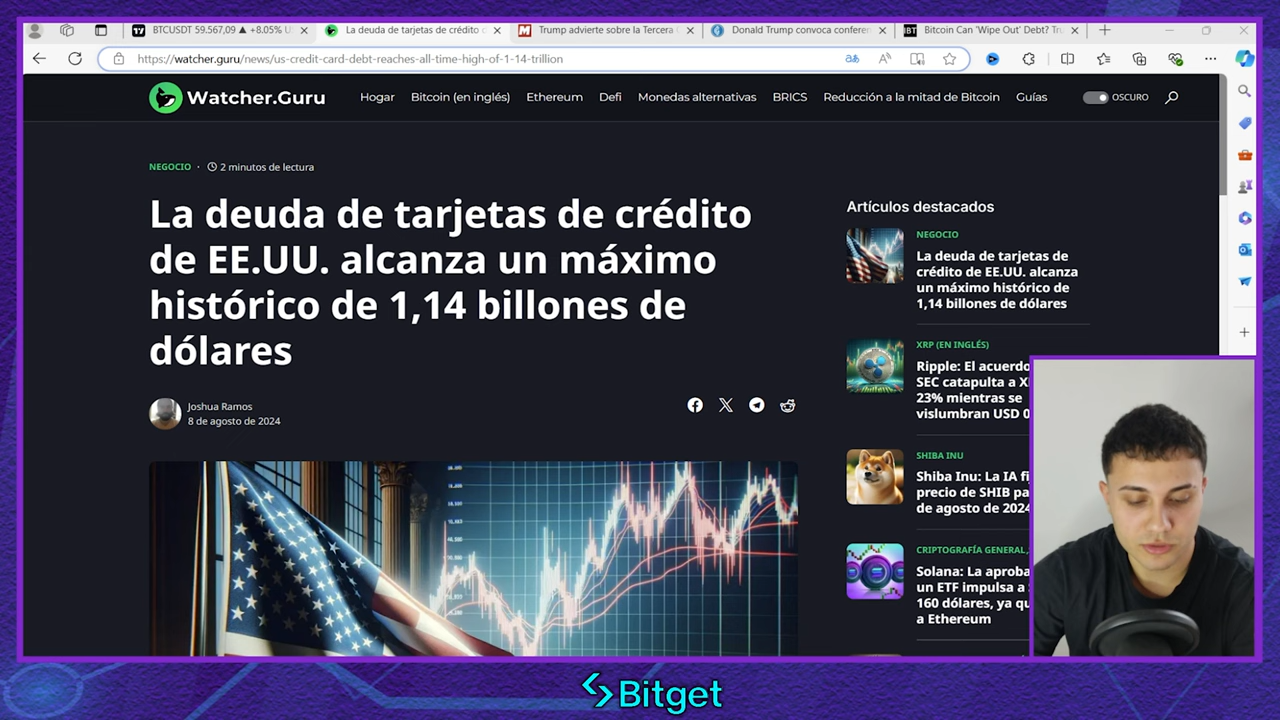 BTCUSDT 59.567,09 ▲ +8.05% U
La deuda de tarjetas de crédito d
Trump advierte sobre la Tercera
Donald Trump convoca conferen
Bitcoin Can 'Wipe Out' Debt? Tru
https://watcher.guru/news/us-credit-card-debt-reaches-all-time-high-of-1-14-trillion
Watcher.Guru
Hogar
Bitcoin (en inglés)
Ethereum
Defi
Monedas alternativas
BRICS
Reducción a la mitad de Bitcoin
Guías
OSCURO
NEGOCIO · 2 minutos de lectura
La deuda de tarjetas de crédito
de EE.UU. alcanza un máximo
histórico de 1,14 billones de
dólares
Joshua Ramos
8 de agosto de 2024
Artículos destacados
NEGOCIO
La deuda de tarjetas de
crédito de EE.UU. alcanza
un máximo histórico de
1,14 billones de dólares
XRP (EN INGLÉS)
Ripple: El acuerdo
SEC catapulta a X
23% mientras se
vislumbran USD 0
SHIBA INU
Shiba Inu: La IA fi
precio de SHIB pa
de agosto de 2024
CRIPTOGRAFÍA GENERAL,
Solana: La aproba
un ETF impulsa a
160 dólares, ya qu
a Ethereum
Bitget